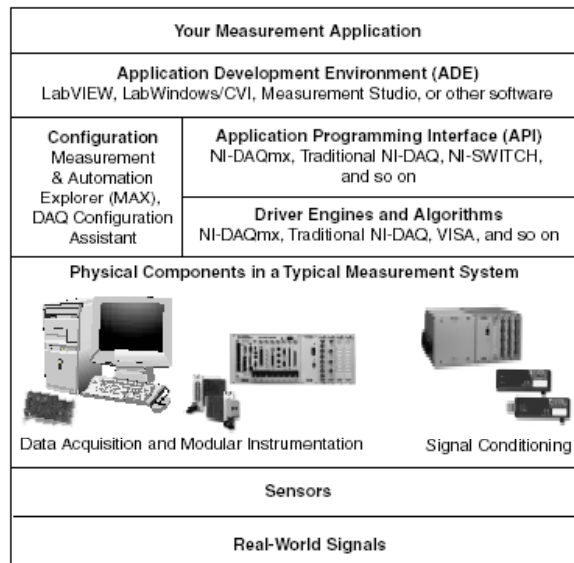 Your Measurement Application
Application Development Environment (ADE)
LabVIEW, LabWindows/CVI, Measurement Studio, or other software
Configuration
Measurement
& Automation
Explorer (MAX),
DAQ Configuration
Assistant
Application Programming Interface (API)
NI-DAQmx, Traditional NI-DAQ, NI-SWITCH,
and so on
Driver Engines and Algorithms
NI-DAQmx, Traditional NI-DAQ, VISA, and so on
Physical Components in a Typical Measurement System
Data Acquisition and Modular Instrumentation
Signal Conditioning
Sensors
Real-World Signals